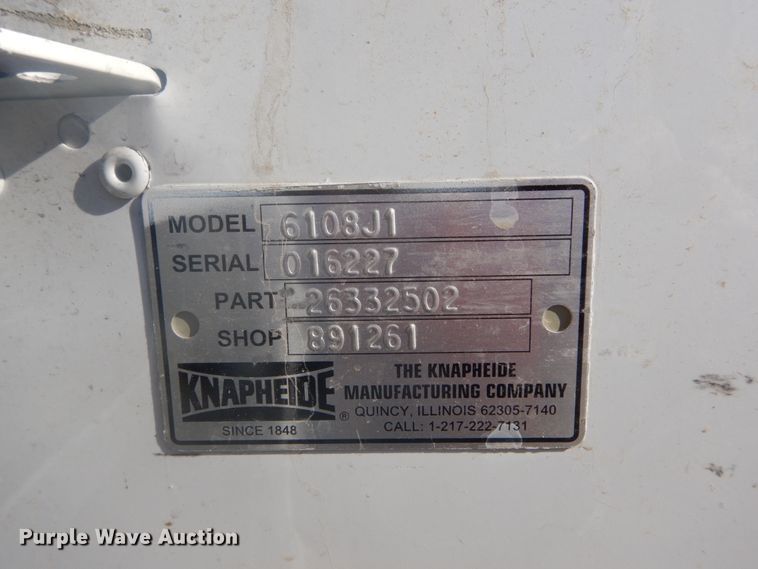 MODEL 6108J1
SERIAL 016227
PART 26332502
SHOP 891261
KNAPHEIDE ®
SINCE 1848
THE KNAPHEIDE
MANUFACTURING COMPANY
QUINCY, ILLINOIS 62305-7140
CALL: 1-217-222-7131
Purple Wave Auction